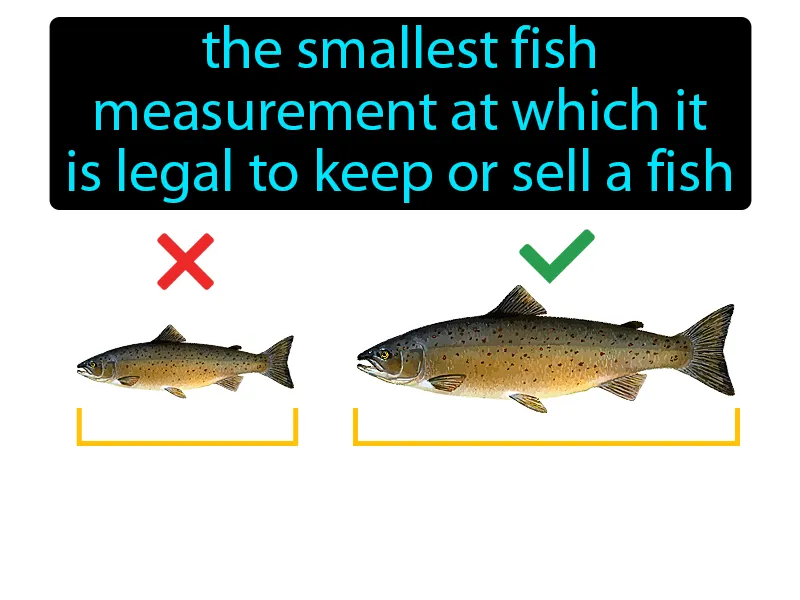 the smallest fish
measurement at which it
is legal to keep or sell a fish